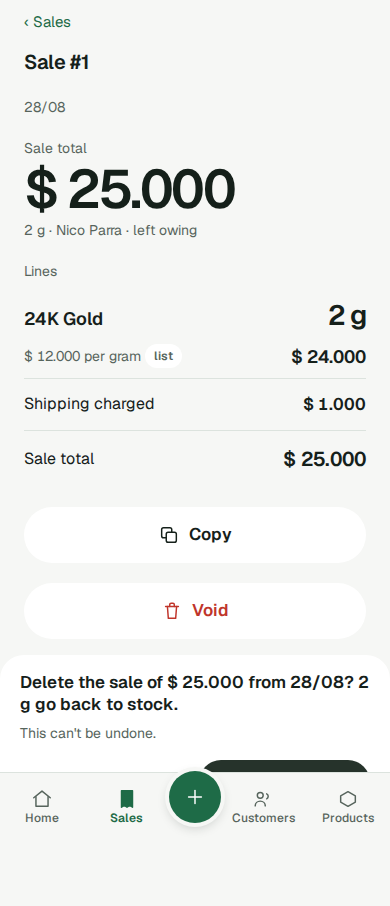 ‹ Sales
Sale #1
28/08
Sale total
$ 25.000
2 g · Nico Parra · left owing
Lines
24K Gold 2 g
$ 12.000 per gram list $ 24.000
Shipping charged $ 1.000
Sale total $ 25.000
Copy
Void
Delete the sale of $ 25.000 from 28/08? 2
g go back to stock.
This can't be undone.
Home Sales Customers Products